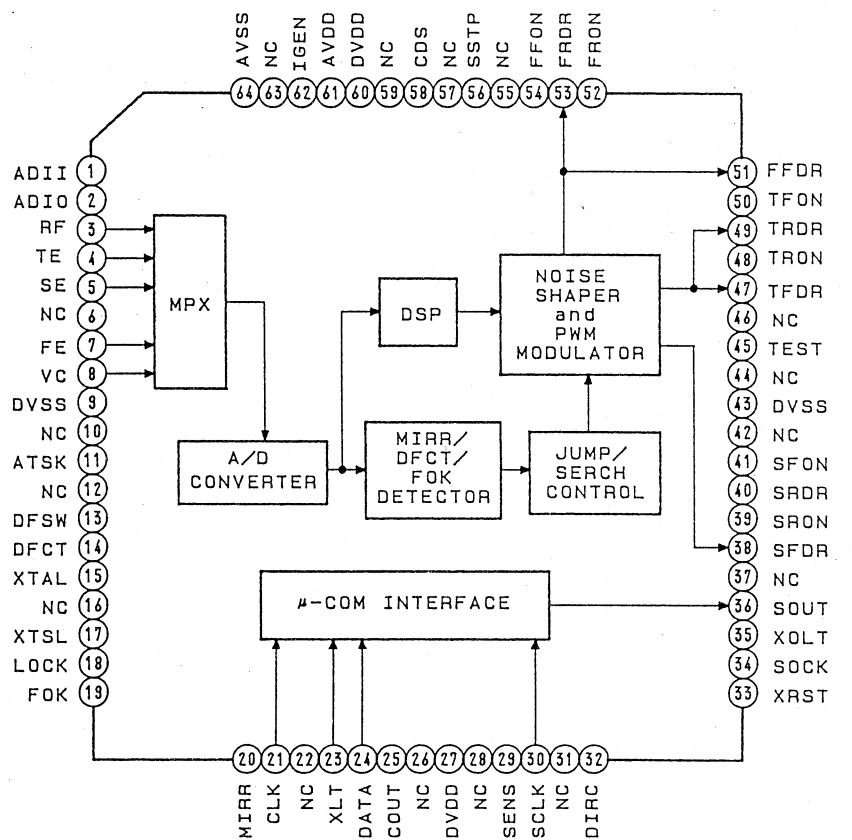 AVSS
NC
IGEN
AVDD
DVDD
NC
CDS
NC
SSTP
NC
FFON
FRDR
FRON
64 63 62 61 60 59 58 57 56 55 54 53 52
ADII 1
ADIO 2
RF 3
TE 4
SE 5
NC 6
FE 7
VC 8
DVSS 9
NC 10
ATSK 11
NC 12
DFSW 13
DFCT 14
XTAL 15
NC 16
XTSL 17
LOCK 18
FOK 19
MPX
DSP
NOISE
SHAPER
and
PWM
MODULATOR
A/D
CONVERTER
MIRR/
DFCT/
FOK
DETECTOR
JUMP/
SERCH
CONTROL
μ-COM INTERFACE
51 FFDR
50 TFON
49 TRDR
48 TRON
47 TFDR
46 NC
45 TEST
44 NC
43 DVSS
42 NC
41 SFON
40 SRDR
39 SRON
38 SFDR
37 NC
36 SOUT
35 XOLT
34 SOCK
33 XRST
20 21 22 23 24 25 26 27 28 29 30 31 32
MIRR
CLK
NC
XLT
DATA
COUT
NC
DVDD
NC
SENS
SCLK
NC
DIRC